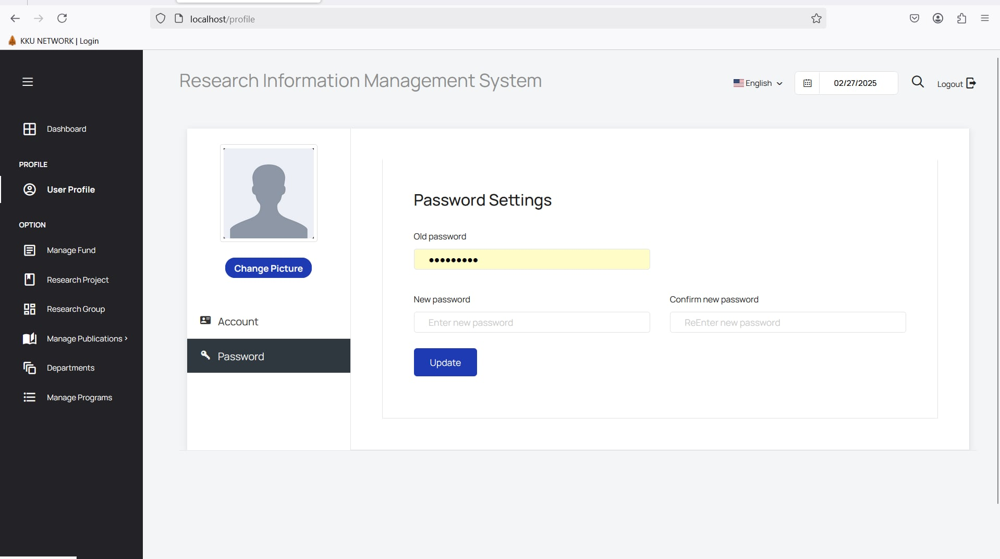 localhost/profile
KKU NETWORK | Login
Research Information Management System
English
02/27/2025
Logout
Dashboard
PROFILE
User Profile
OPTION
Manage Fund
Research Project
Research Group
Manage Publications
Departments
Manage Programs
Change Picture
Account
Password
Password Settings
Old password
•••••••••
New password
Confirm new password
Enter new password
ReEnter new password
Update